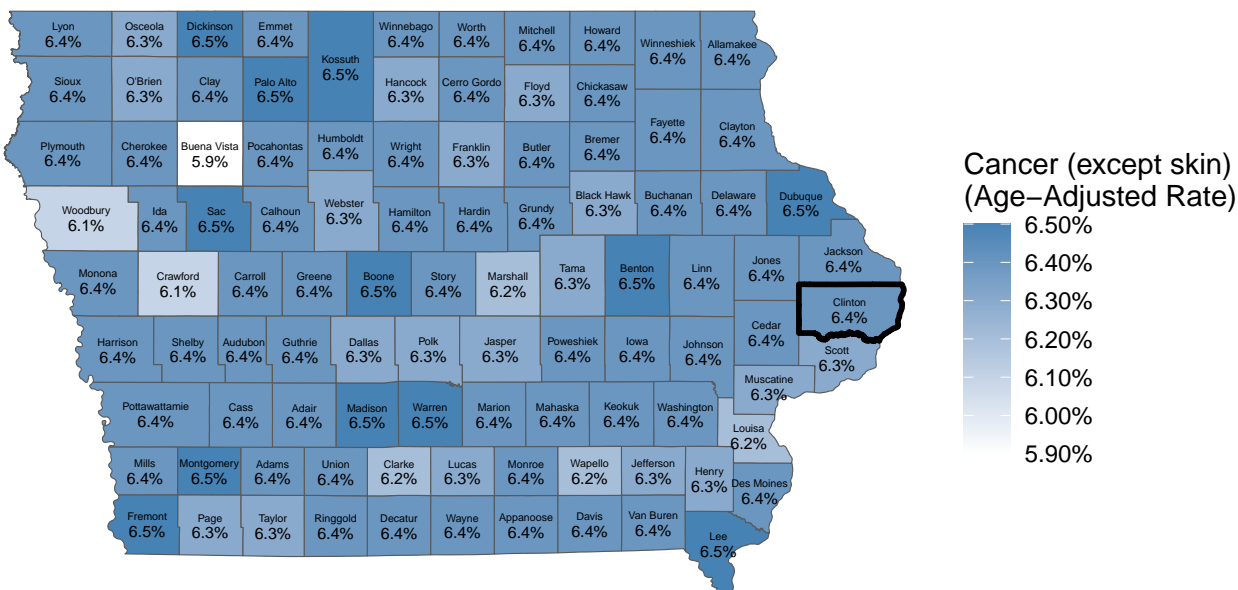 Lyon
6.4%
Osceola
6.3%
Dickinson
6.5%
Emmet
6.4%
Kossuth
6.5%
Winnebago
6.4%
Worth
6.4%
Mitchell
6.4%
Howard
6.4%
Winneshiek
6.4%
Allamakee
6.4%
Sioux
6.4%
O'Brien
6.3%
Clay
6.4%
Palo Alto
6.5%
Hancock
6.3%
Cerro Gordo
6.4%
Floyd
6.3%
Chickasaw
6.4%
Fayette
6.4%
Clayton
6.4%
Plymouth
6.4%
Cherokee
6.4%
Buena Vista
5.9%
Pocahontas
6.4%
Humboldt
6.4%
Wright
6.4%
Franklin
6.3%
Butler
6.4%
Bremer
6.4%
Woodbury
6.1%
Ida
6.4%
Sac
6.5%
Calhoun
6.4%
Webster
6.3%
Hamilton
6.4%
Hardin
6.4%
Grundy
6.4%
Black Hawk
6.3%
Buchanan
6.4%
Delaware
6.4%
Dubuque
6.5%
Monona
6.4%
Crawford
6.1%
Carroll
6.4%
Greene
6.4%
Boone
6.5%
Story
6.4%
Marshall
6.2%
Tama
6.3%
Benton
6.5%
Linn
6.4%
Jones
6.4%
Jackson
6.4%
Clinton
6.4%
Harrison
6.4%
Shelby
6.4%
Audubon
6.4%
Guthrie
6.4%
Dallas
6.3%
Polk
6.3%
Jasper
6.3%
Poweshiek
6.4%
Iowa
6.4%
Johnson
6.4%
Cedar
6.4%
Scott
6.3%
Muscatine
6.3%
Pottawattamie
6.4%
Cass
6.4%
Adair
6.4%
Madison
6.5%
Warren
6.5%
Marion
6.4%
Mahaska
6.4%
Keokuk
6.4%
Washington
6.4%
Louisa
6.2%
Mills
6.4%
Montgomery
6.5%
Adams
6.4%
Union
6.4%
Clarke
6.2%
Lucas
6.3%
Monroe
6.4%
Wapello
6.2%
Jefferson
6.3%
Henry
6.3%
Des Moines
6.4%
Fremont
6.5%
Page
6.3%
Taylor
6.3%
Ringgold
6.4%
Decatur
6.4%
Wayne
6.4%
Appanoose
6.4%
Davis
6.4%
Van Buren
6.4%
Lee
6.5%
Cancer (except skin)
(Age−Adjusted Rate)
6.50%
6.40%
6.30%
6.20%
6.10%
6.00%
5.90%